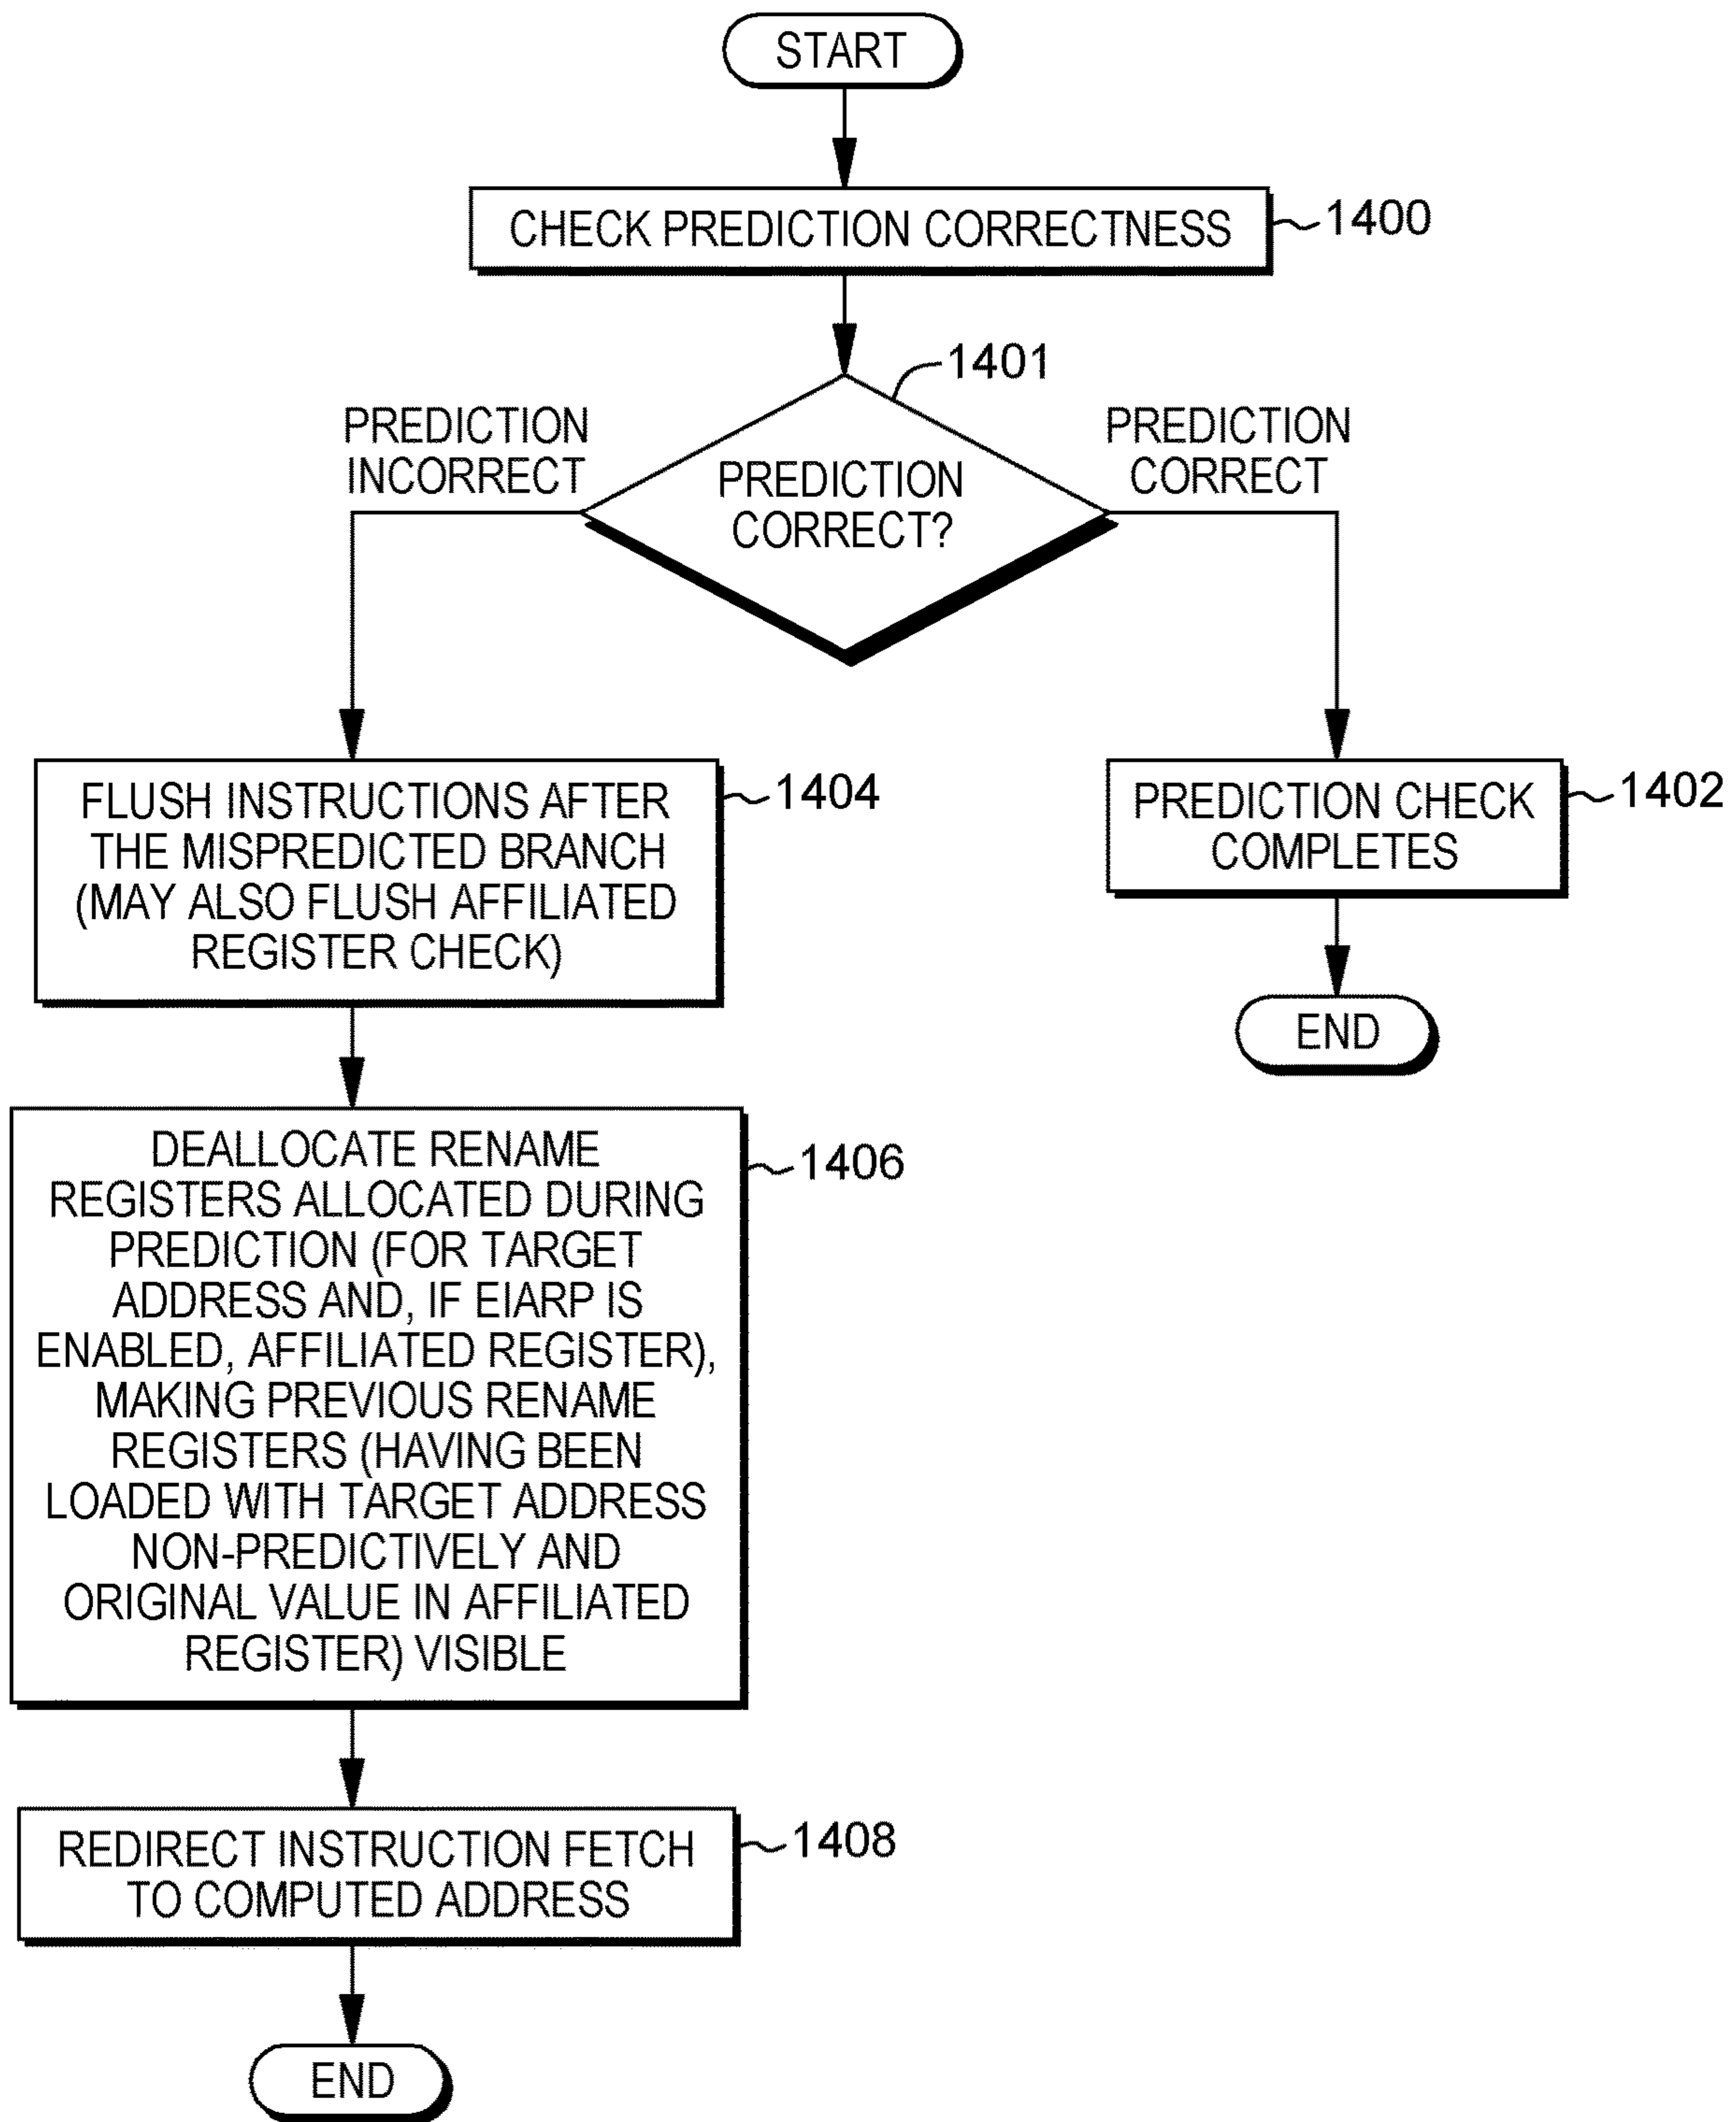 START
CHECK PREDICTION CORRECTNESS
1400
1401
PREDICTION
INCORRECT
PREDICTION
CORRECT?
PREDICTION
CORRECT
FLUSH INSTRUCTIONS AFTER
THE MISPREDICTED BRANCH
(MAY ALSO FLUSH AFFILIATED
REGISTER CHECK)
1404
PREDICTION CHECK
COMPLETES
1402
END
DEALLOCATE RENAME
REGISTERS ALLOCATED DURING
PREDICTION (FOR TARGET
ADDRESS AND, IF EIARP IS
ENABLED, AFFILIATED REGISTER),
MAKING PREVIOUS RENAME
REGISTERS (HAVING BEEN
LOADED WITH TARGET ADDRESS
NON-PREDICTIVELY AND
ORIGINAL VALUE IN AFFILIATED
REGISTER) VISIBLE
1406
REDIRECT INSTRUCTION FETCH
TO COMPUTED ADDRESS
1408
END